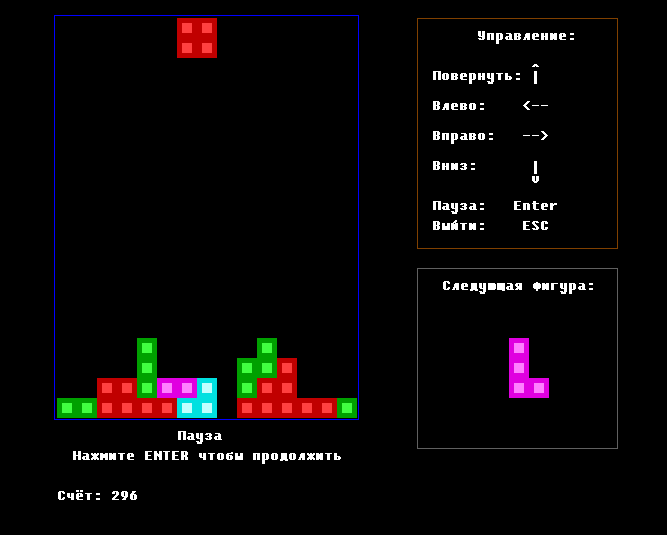 Управление:
Повернуть: ^
|
Влево: <--
Вправо: -->
Вниз: |
v
Пауза: Enter
Выйти: ESC
Следующая фигура:
Пауза
Нажмите ENTER чтобы продолжить
Счёт: 296